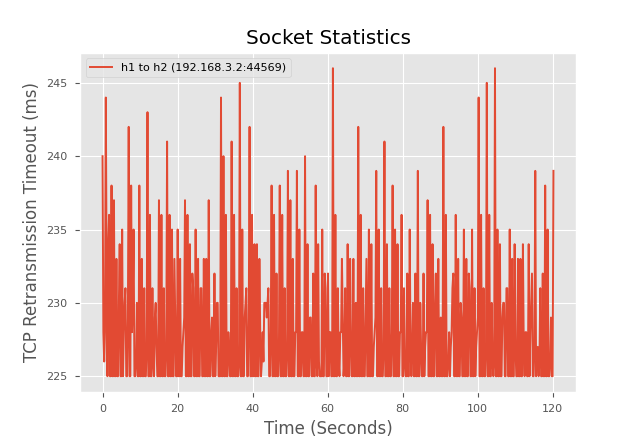 Socket Statistics
h1 to h2 (192.168.3.2:44569)
TCP Retransmission Timeout (ms)
245
240
235
230
225
0 20 40 60 80 100 120
Time (Seconds)